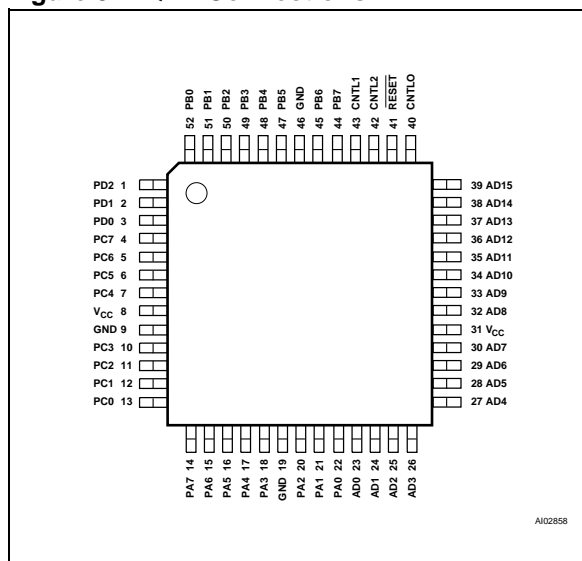 Figure Connections
52 PB0
51 PB1
50 PB2
49 PB3
48 PB4
47 PB5
46 GND
45 PB6
44 PB7
43 CNTL1
42 CNTL2
41 RESET
40 CNTLO
PD2 1
PD1 2
PD0 3
PC7 4
PC6 5
PC5 6
PC4 7
VCC 8
GND 9
PC3 10
PC2 11
PC1 12
PC0 13
39 AD15
38 AD14
37 AD13
36 AD12
35 AD11
34 AD10
33 AD9
32 AD8
31 VCC
30 AD7
29 AD6
28 AD5
27 AD4
PA7 14
PA6 15
PA5 16
PA4 17
PA3 18
GND 19
PA2 20
PA1 21
PA0 22
AD0 23
AD1 24
AD2 25
AD3 26
AI02858